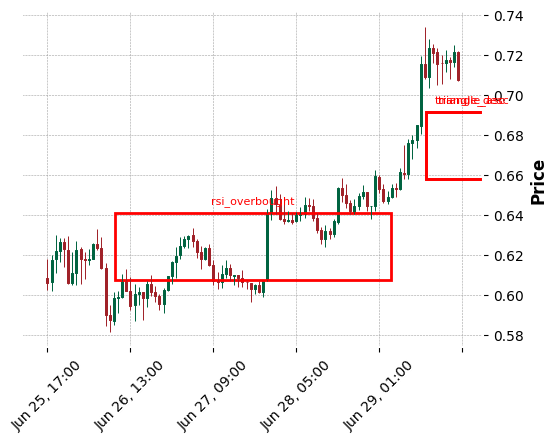 0.74
0.72
0.70
0.68
0.66
0.64
0.62
0.60
0.58
Price
triangle_desc
rsi_overbought
Jun 25, 17:00
Jun 26, 13:00
Jun 27, 09:00
Jun 28, 05:00
Jun 29, 01:00